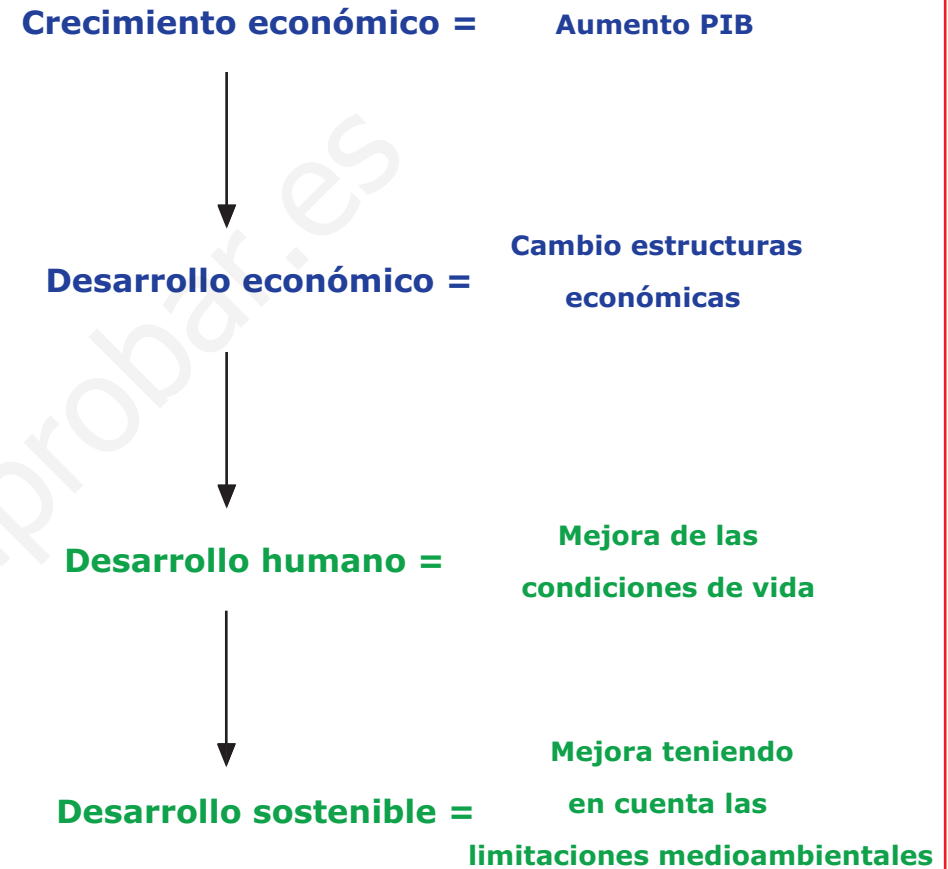 Crecimiento económico = Aumento PIB
Desarrollo económico = Cambio estructuras
económicas
Desarrollo humano = Mejora de las
condiciones de vida
Desarrollo sostenible = Mejora teniendo
en cuenta las
limitaciones medioambientales